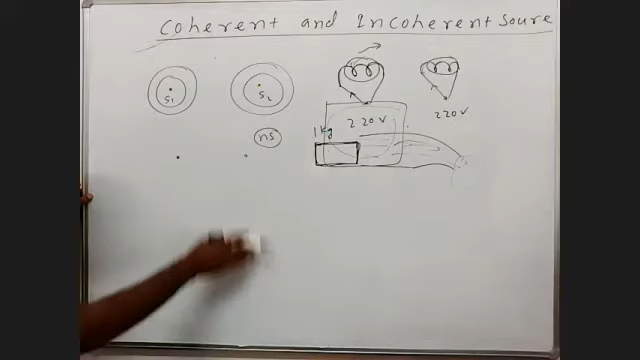 Coherent and Incoherent Soure
S1
S2
ns
220V
220V
1kg